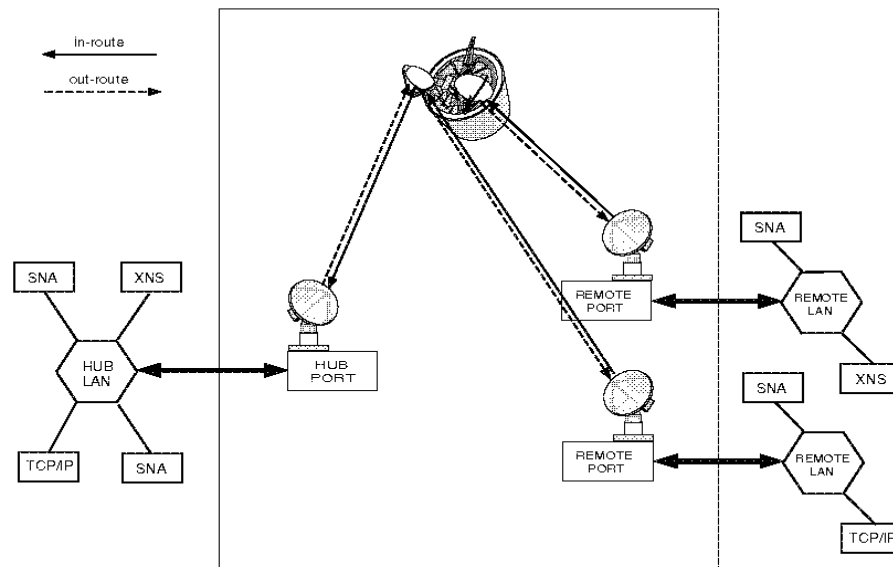 in-route
out-route
SNA
XNS
HUB
LAN
TCP/IP
SNA
HUB
PORT
REMOTE
PORT
SNA
REMOTE
LAN
XNS
REMOTE
PORT
SNA
REMOTE
LAN
TCP/IP